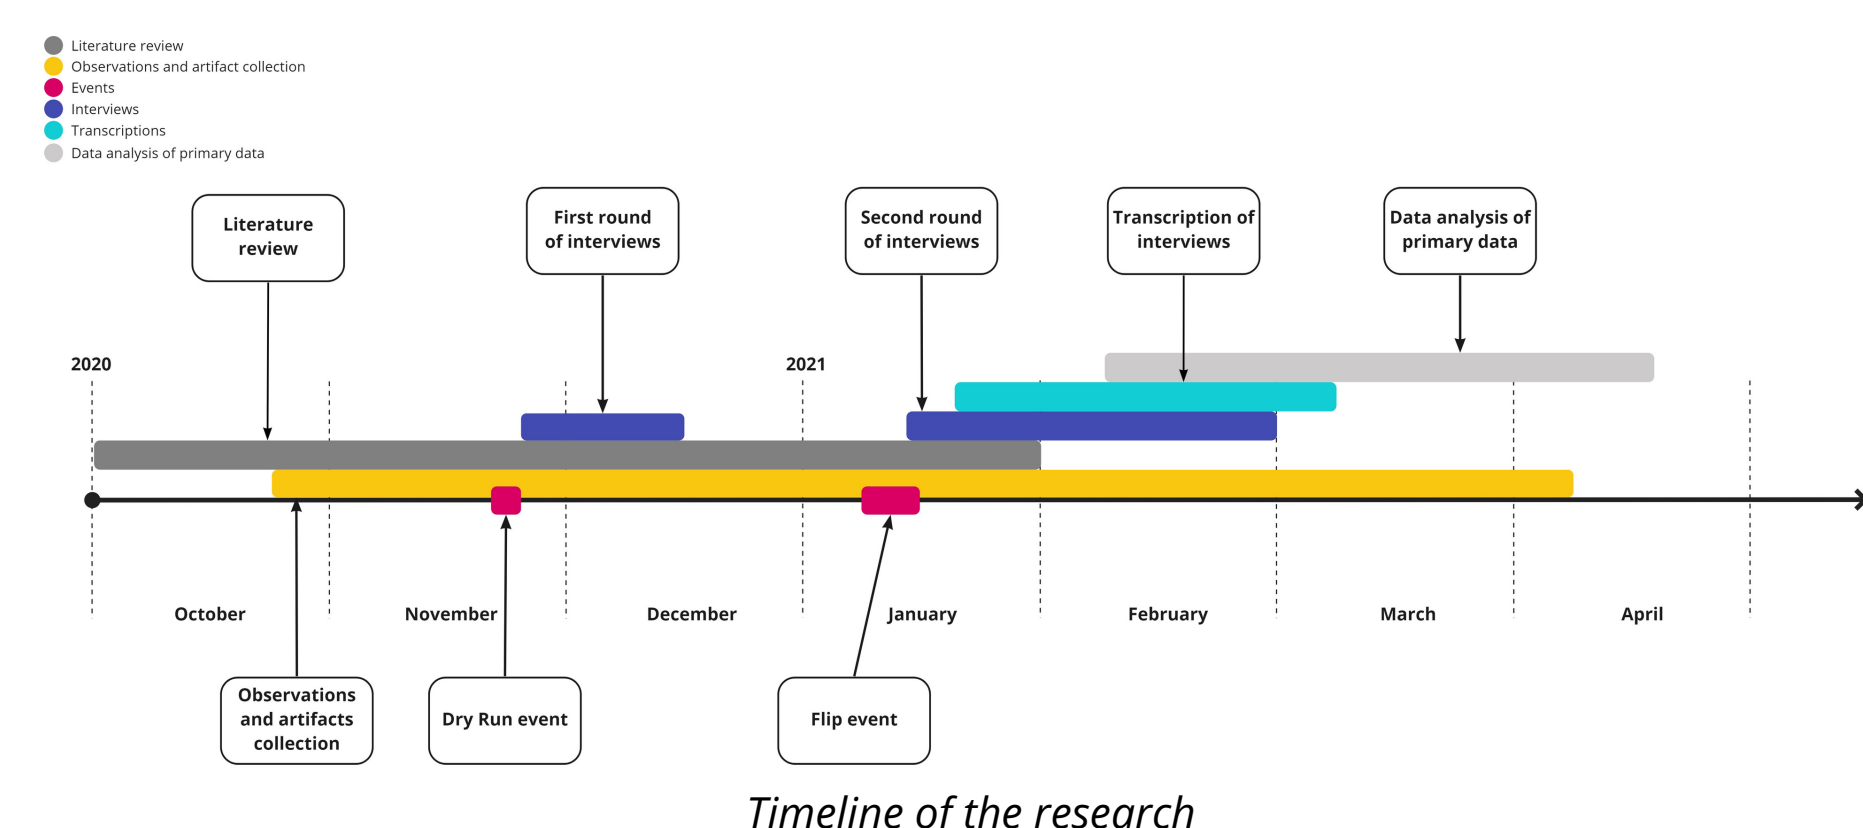 Literature review
Observations and artifact collection
Events
Interviews
Transcriptions
Data analysis of primary data
Literature
review
First round
of interviews
Second round
of interviews
Transcription of
interviews
Data analysis of
primary data
2020
2021
October
November
December
January
February
March
April
Observations
and artifacts
collection
Dry Run event
Flip event
Timeline of the research